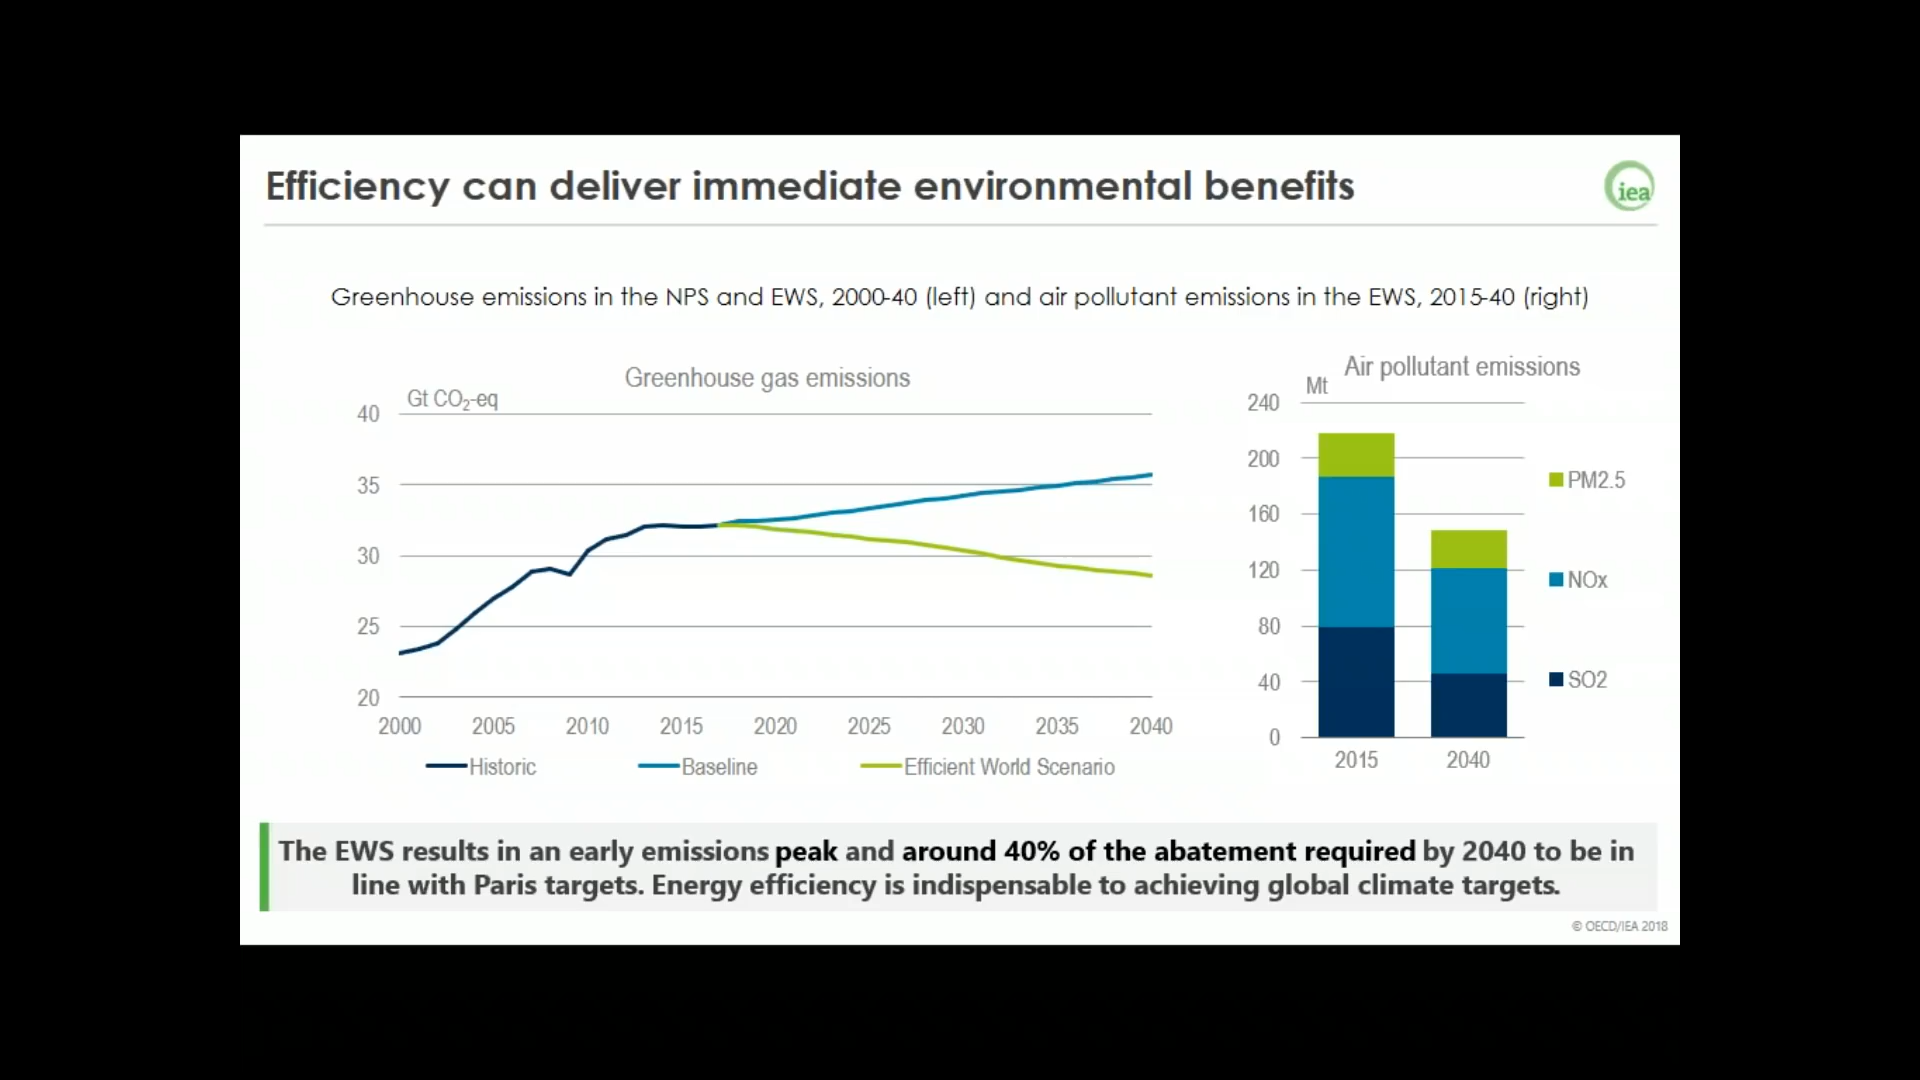 Efficiency can deliver immediate environmental benefits
iea
Greenhouse emissions in the NPS and EWS, 2000-40 (left) and air pollutant emissions in the EWS, 2015-40 (right)
Greenhouse gas emissions
Gt CO₂-eq
40
35
30
25
20
2000 2005 2010 2015 2020 2025 2030 2035 2040
Historic Baseline Efficient World Scenario
Air pollutant emissions
Mt
240
200
160
120
80
40
0
2015 2040
PM2.5
NOx
SO2
The EWS results in an early emissions peak and around 40% of the abatement required by 2040 to be in
line with Paris targets. Energy efficiency is indispensable to achieving global climate targets.
© OECD/IEA 2018